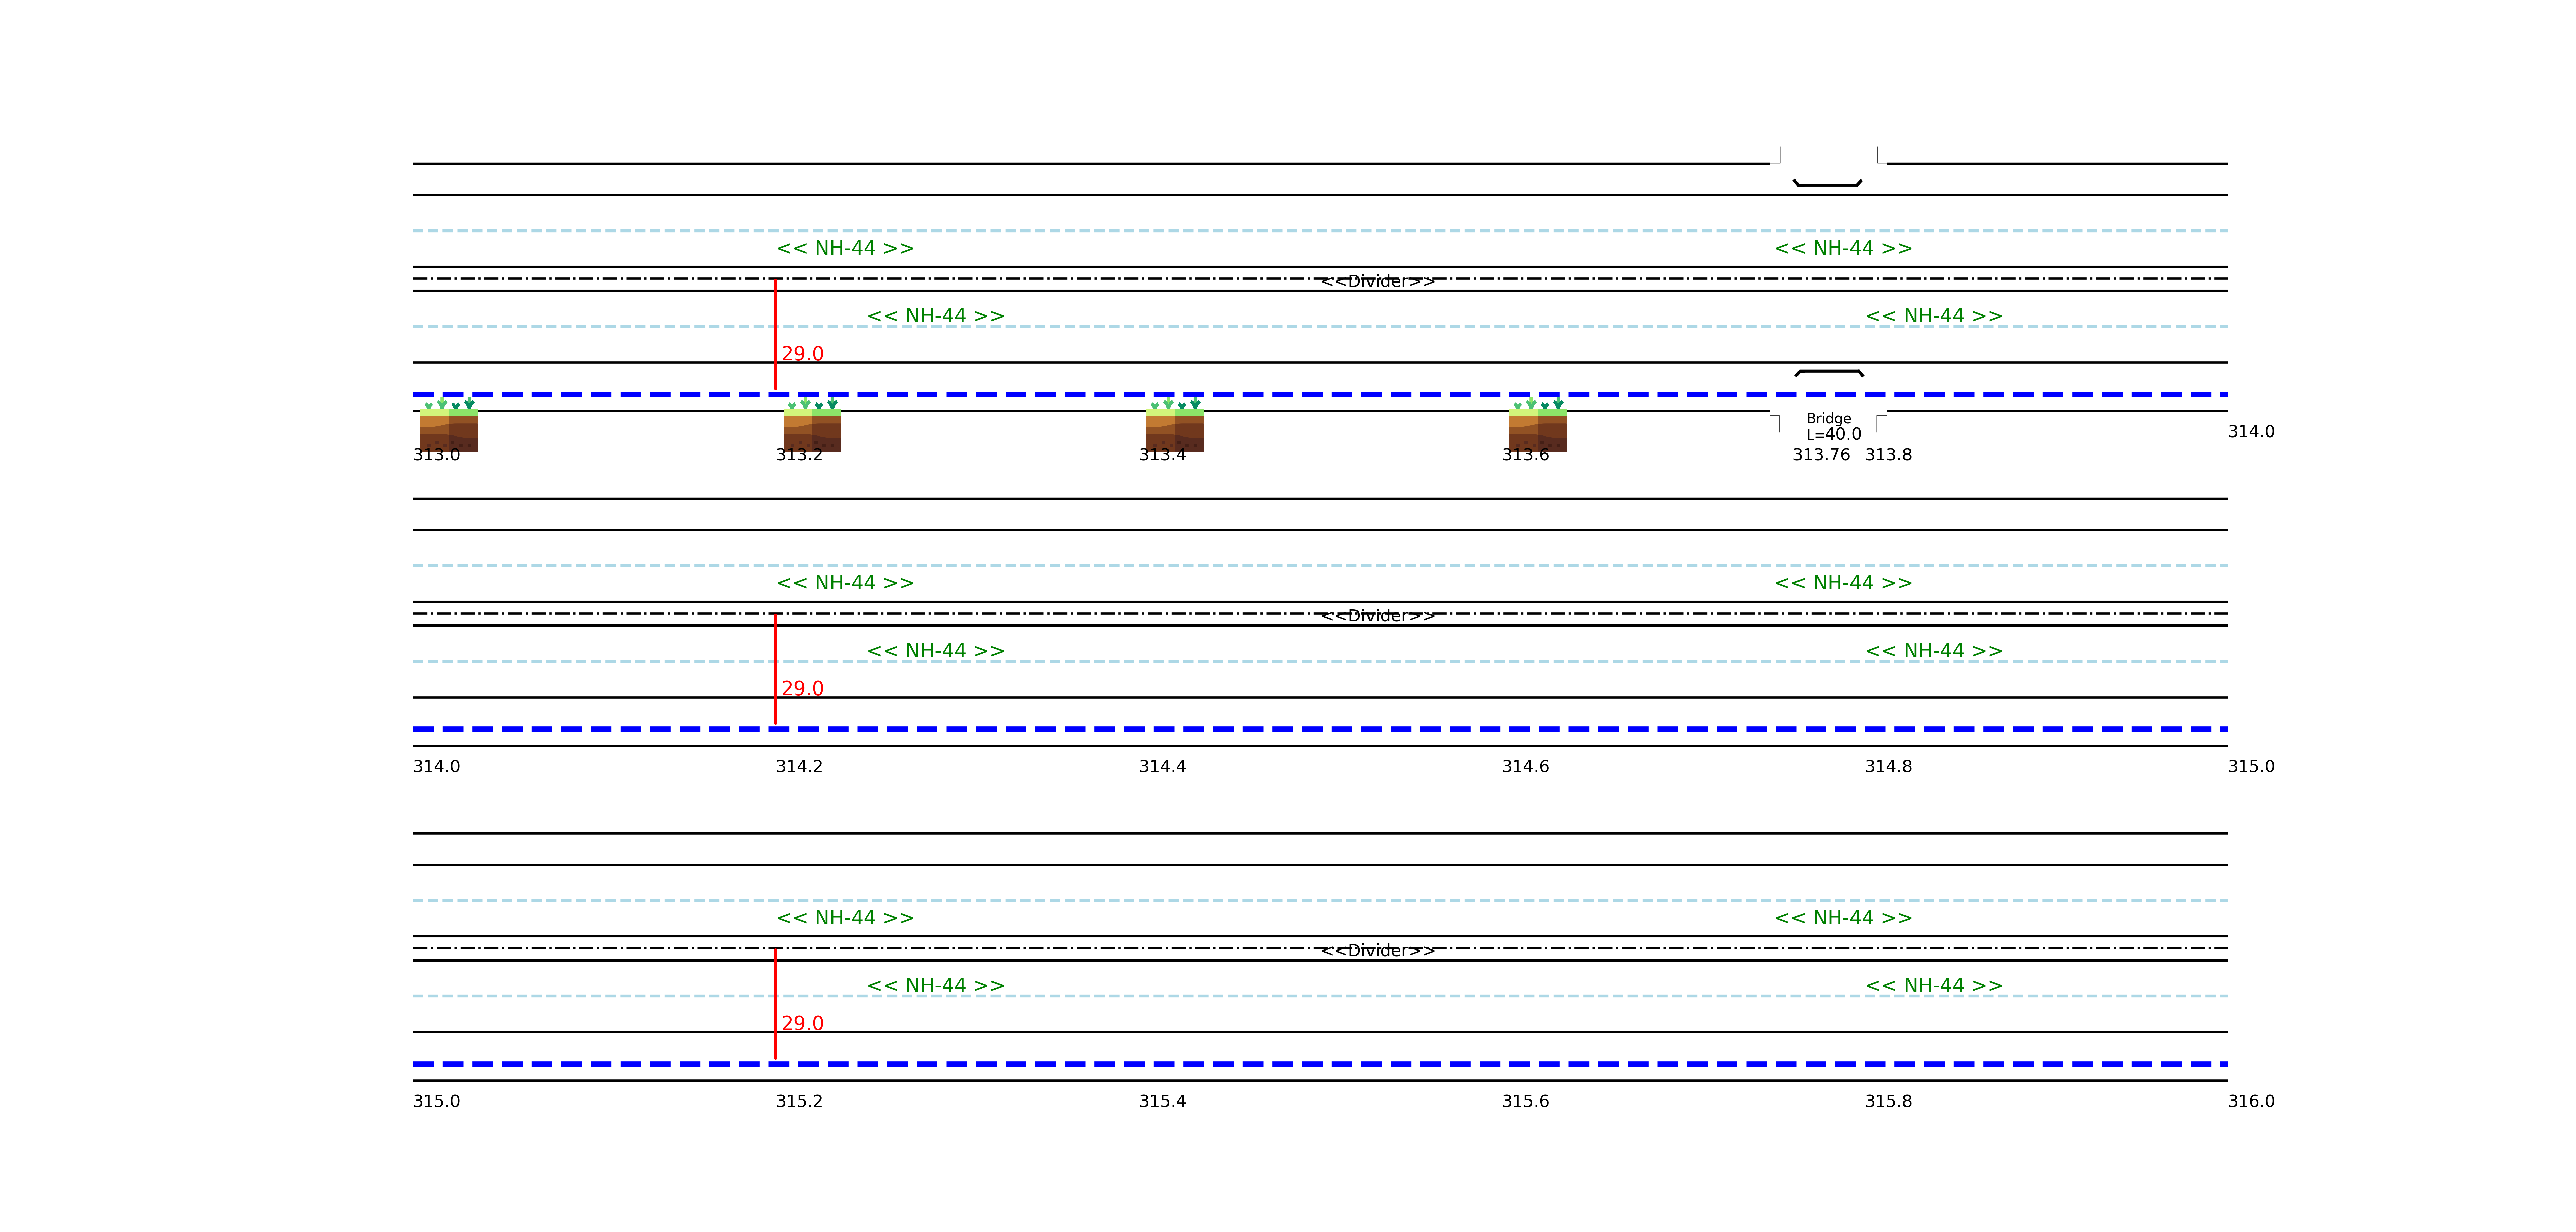 << NH-44 >> << NH-44 >>
<<Divider>>
<< NH-44 >> << NH-44 >>
29.0
Bridge
L=40.0
314.0
313.0 313.2 313.4 313.6 313.76 313.8
<< NH-44 >> << NH-44 >>
<<Divider>>
<< NH-44 >> << NH-44 >>
29.0
314.0 314.2 314.4 314.6 314.8 315.0
<< NH-44 >> << NH-44 >>
<<Divider>>
<< NH-44 >> << NH-44 >>
29.0
315.0 315.2 315.4 315.6 315.8 316.0